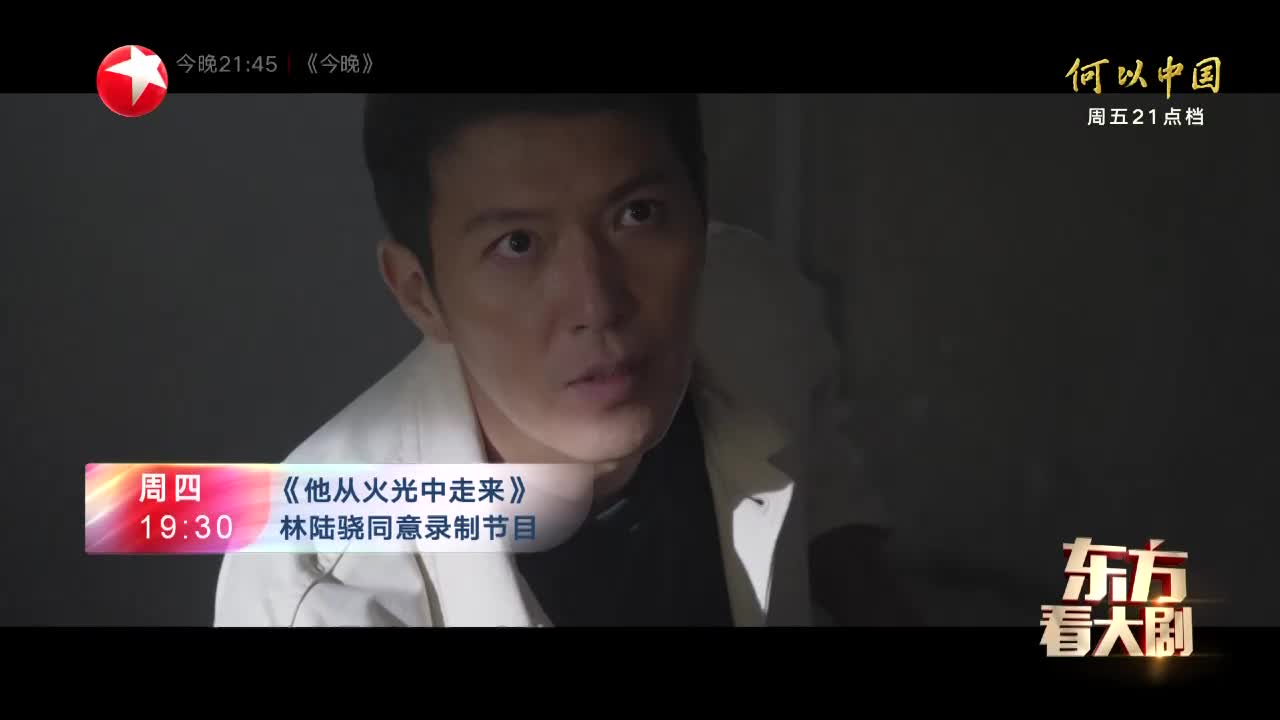 今晚21:45 《今晚》
何以中国
周五21点档
周四
《他从火光中走来》
19:30
林陆骁同意录制节目
东方
看大剧